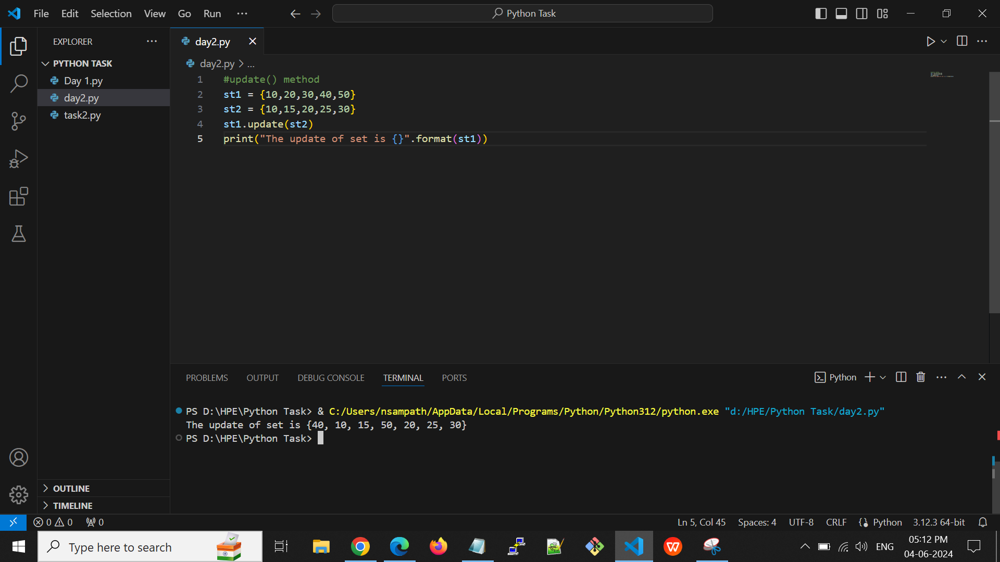 File Edit Selection View Go Run ...
Python Task
EXPLORER ...
day2.py
PYTHON TASK
Day 1.py
day2.py
task2.py
OUTLINE
TIMELINE
day2.py > ...
1 #update() method
2 st1 = {10,20,30,40,50}
3 st2 = {10,15,20,25,30}
4 st1.update(st2)
5 print("The update of set is {}".format(st1))
PROBLEMS OUTPUT DEBUG CONSOLE TERMINAL PORTS
Python
PS D:\HPE\Python Task> & C:/Users/nsampath/AppData/Local/Programs/Python/Python312/python.exe "d:/HPE/Python Task/day2.py"
The update of set is {40, 10, 15, 50, 20, 25, 30}
PS D:\HPE\Python Task>
0 0 0
Ln 5, Col 45 Spaces: 4 UTF-8 CRLF {} Python 3.12.3 64-bit
Type here to search
W
ENG
05:12 PM
04-06-2024